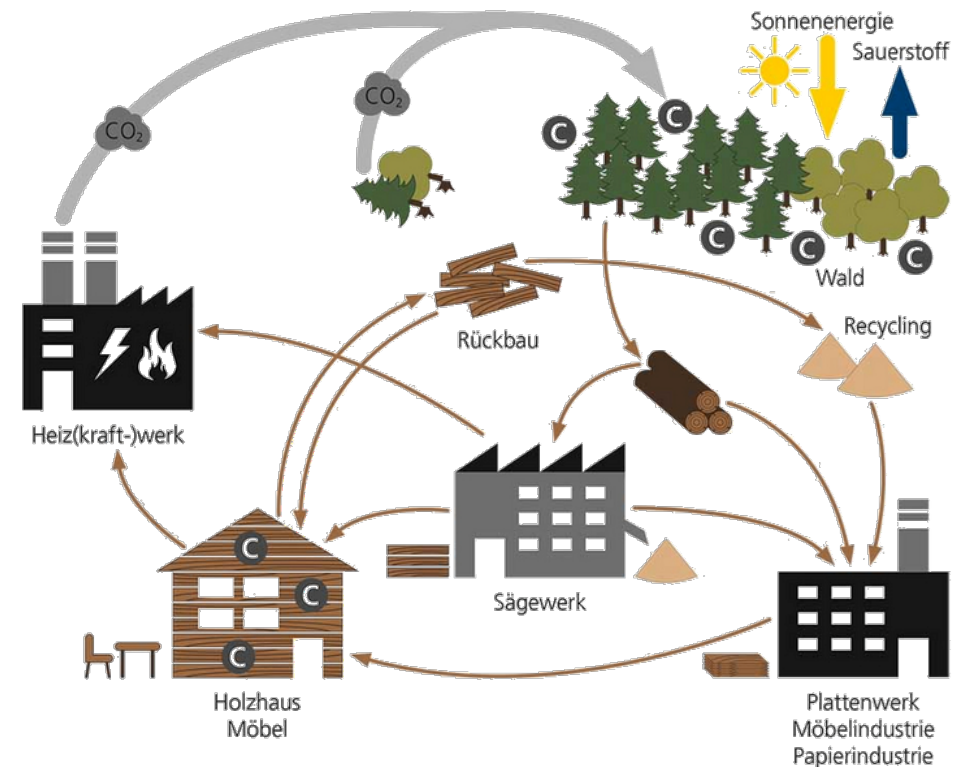 Sonnenenergie
Sauerstoff
CO₂
CO₂
C
C
C
C
C
Wald
Rückbau
Recycling
Heiz(kraft-)werk
C
C
C
Sägewerk
Holzhaus
Möbel
Plattenwerk
Möbelindustrie
Papierindustrie